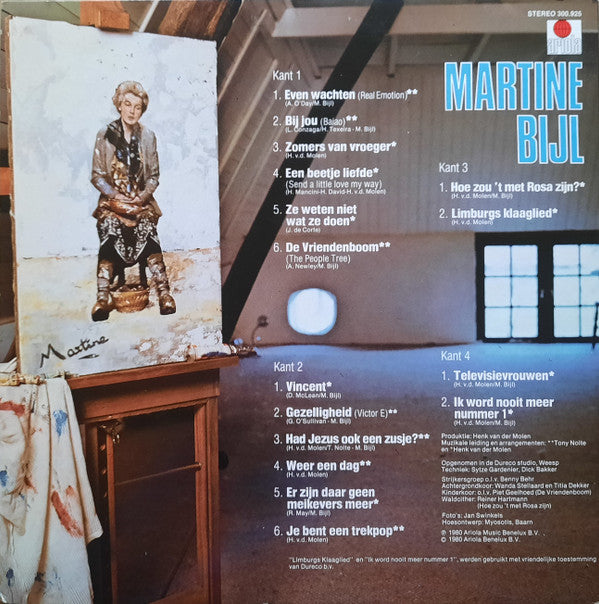 STEREO 300.925
ariola
MARTINE
BIJL
Kant 1
1. Even wachten (Real Emotion)**
(A. O'Day/M. Bijl)
2. Bij jou (Baiao)**
(L. Gonzaga/H. Texeira - M. Bijl)
3. Zomers van vroeger*
(H. v.d. Molen)
4. Een beetje liefde*
(Send a little love my way)
(H. Mancini-H. David-H. v.d. Molen)
5. Ze weten niet
wat ze doen*
(J. de Corte)
6. De Vriendenboom**
(The People Tree)
(A. Newley/M. Bijl)
Kant 2
1. Vincent*
(D. McLean/M. Bijl)
2. Gezelligheid (Victor E)**
(G. O'Sullivan - M. Bijl)
3. Had Jezus ook een zusje?**
(H. v.d. Molen/T. Nolte - M. Bijl)
4. Weer een dag**
(H. v.d. Molen)
5. Er zijn daar geen
melkevers meer*
(R. May/M. Bijl)
6. Je bent een trekpop**
(H. v.d. Molen)
Kant 3
1. Hoe zou 't met Rosa zijn?*
(H. v.d. Molen/M. Bijl)
2. Limburgs klaaglied*
(H. v.d. Molen/M. Bijl)
Kant 4
1. Televisievrouwen*
(H. v.d. Molen/M. Bijl)
2. Ik word nooit meer
nummer 1*
(H. v.d. Molen/M. Bijl)
Produktie: Henk van der Molen
Muzikale leiding en arrangementen: **Tony Nolte
en *Henk van der Molen
Opgenomen in de Dureco studio, Weesp
Techniek: Sytze Gardenier, Dick Bakker
Strijkersgroep o.l.v. Benny Behr
Achtergrondkoor: Wanda Stellaard en Tilla Dekker
Kinderkoor: o.l.v. Piet Geelhoed (De Vriendenboom)
Waldzither: Reiner Hartmann
(Hoe zou 't met Rosa zijn)
Foto's: Jan Swinkels
Hoesontwerp: Myosotis, Baarn
℗ 1980 Ariola Music Benelux B.V.
© 1980 Ariola Benelux B.V.
"Limburgs Klaaglied" en "Ik word nooit meer nummer 1", werden gebruikt met vriendelijke toestemming
van Dureco b.v.
Martine